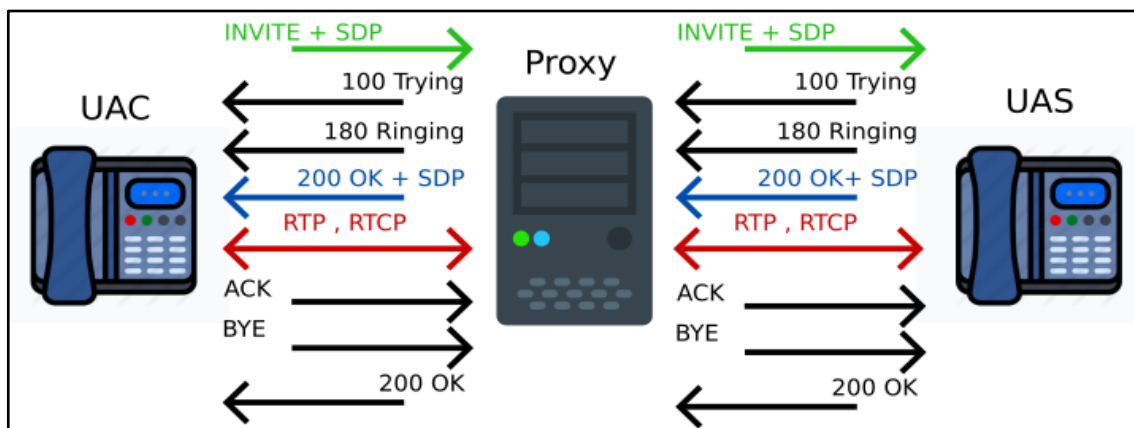 INVITE + SDP
INVITE + SDP
Proxy
100 Trying
100 Trying
UAC
UAS
180 Ringing
180 Ringing
200 OK + SDP
200 OK+ SDP
RTP , RTCP
RTP , RTCP
ACK
ACK
BYE
BYE
200 OK
200 OK